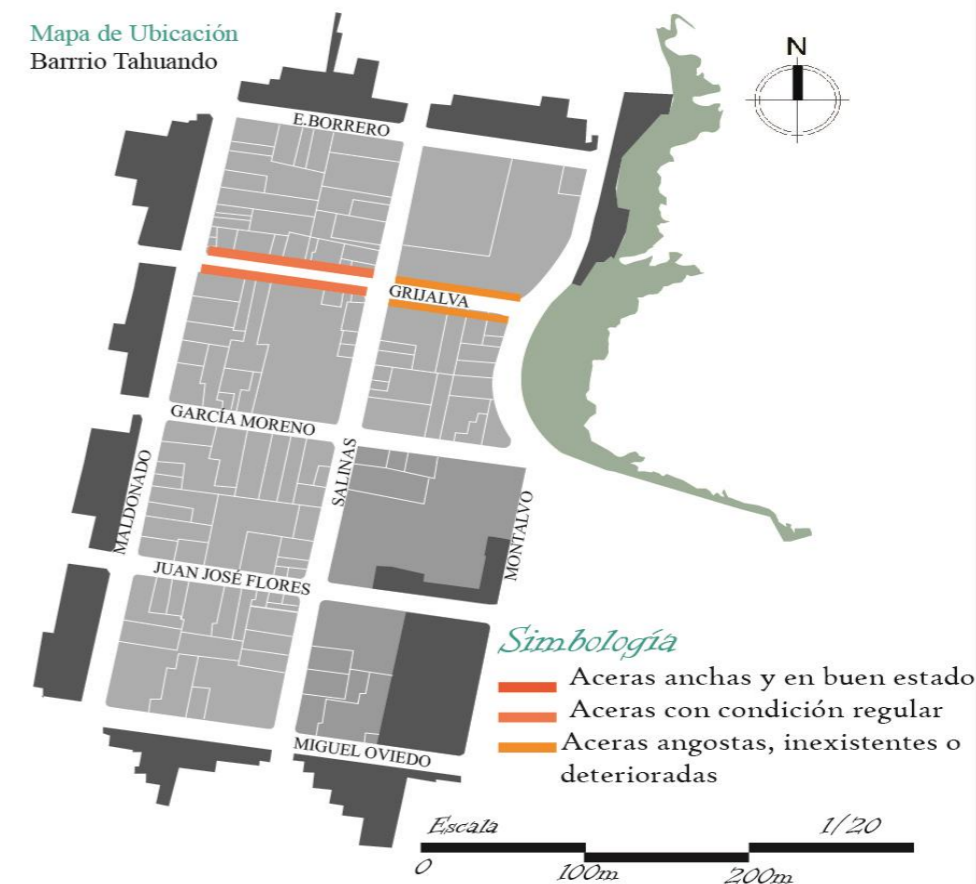 Mapa de Ubicación
Barrrio Tahuando
N
E.BORRERO
GRIJALVA
GARCÍA MORENO
SALINAS
MALDONADO
MONTALVO
JUAN JOSÉ FLORES
MIGUEL OVIEDO
Simbología
Aceras anchas y en buen estado
Aceras con condición regular
Aceras angostas, inexistentes o
deterioradas
Escala 1/20
0 100m 200m